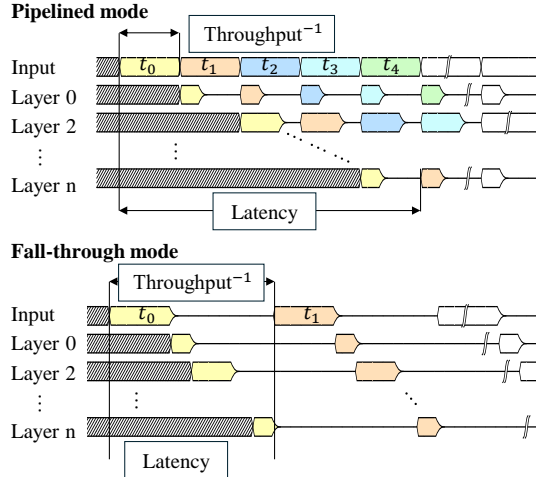 Pipelined mode
Throughput⁻¹
Input t₀ t₁ t₂ t₃ t₄
Layer 0
Layer 2
⋮
Layer n
Latency
Fall-through mode
Throughput⁻¹
Input t₀ t₁
Layer 0
Layer 2
⋮
Layer n
Latency